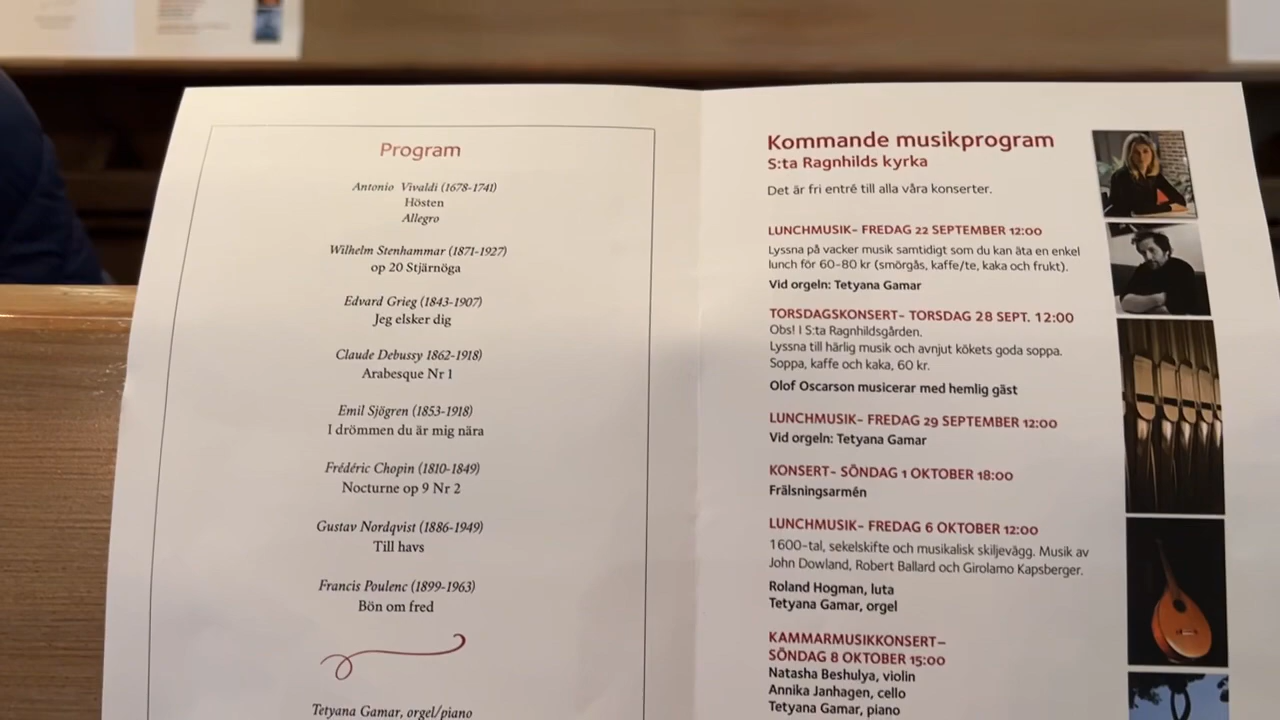 Program
Antonio Vivaldi (1678-1741)
Hösten
Allegro
Wilhelm Stenhammar (1871-1927)
op 20 Stjärnöga
Edvard Grieg (1843-1907)
Jeg elsker dig
Claude Debussy 1862-1918)
Arabesque Nr 1
Emil Sjögren (1853-1918)
I drömmen du är mig nära
Frédéric Chopin (1810-1849)
Nocturne op 9 Nr 2
Gustav Nordqvist (1886-1949)
Till havs
Francis Poulenc (1899-1963)
Bön om fred
Tetyana Gamar, orgel/piano
Kommande musikprogram
S:ta Ragnhilds kyrka
Det är fri entré till alla våra konserter.
LUNCHMUSIK- FREDAG 22 SEPTEMBER 12:00
Lyssna på vacker musik samtidigt som du kan äta en enkel
lunch för 60-80 kr (smörgås, kaffe/te, kaka och frukt).
Vid orgeln: Tetyana Gamar
TORSDAGSKONSERT- TORSDAG 28 SEPT. 12:00
Obs! I S:ta Ragnhildsgården.
Lyssna till härlig musik och avnjut kökets goda soppa.
Soppa, kaffe och kaka, 60 kr.
Olof Oscarson musicerar med hemlig gäst
LUNCHMUSIK- FREDAG 29 SEPTEMBER 12:00
Vid orgeln: Tetyana Gamar
KONSERT- SÖNDAG 1 OKTOBER 18:00
Frälsningsarmén
LUNCHMUSIK- FREDAG 6 OKTOBER 12:00
1600-tal, sekelskifte och musikalisk skiljevägg. Musik av
John Dowland, Robert Ballard och Girolamo Kapsberger.
Roland Hogman, luta
Tetyana Gamar, orgel
KAMMARMUSIKKONSERT-
SÖNDAG 8 OKTOBER 15:00
Natasha Beshulya, violin
Annika Janhagen, cello
Tetyana Gamar, piano